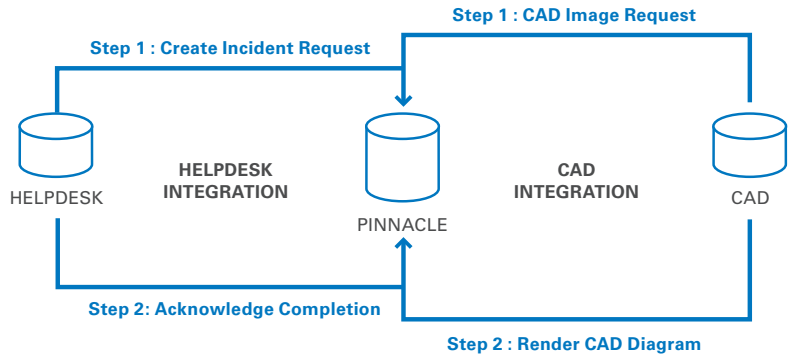 Step 1 : CAD Image Request
Step 1 : Create Incident Request
HELPDESK
INTEGRATION
CAD
INTEGRATION
HELPDESK
PINNACLE
CAD
Step 2: Acknowledge Completion
Step 2 : Render CAD Diagram